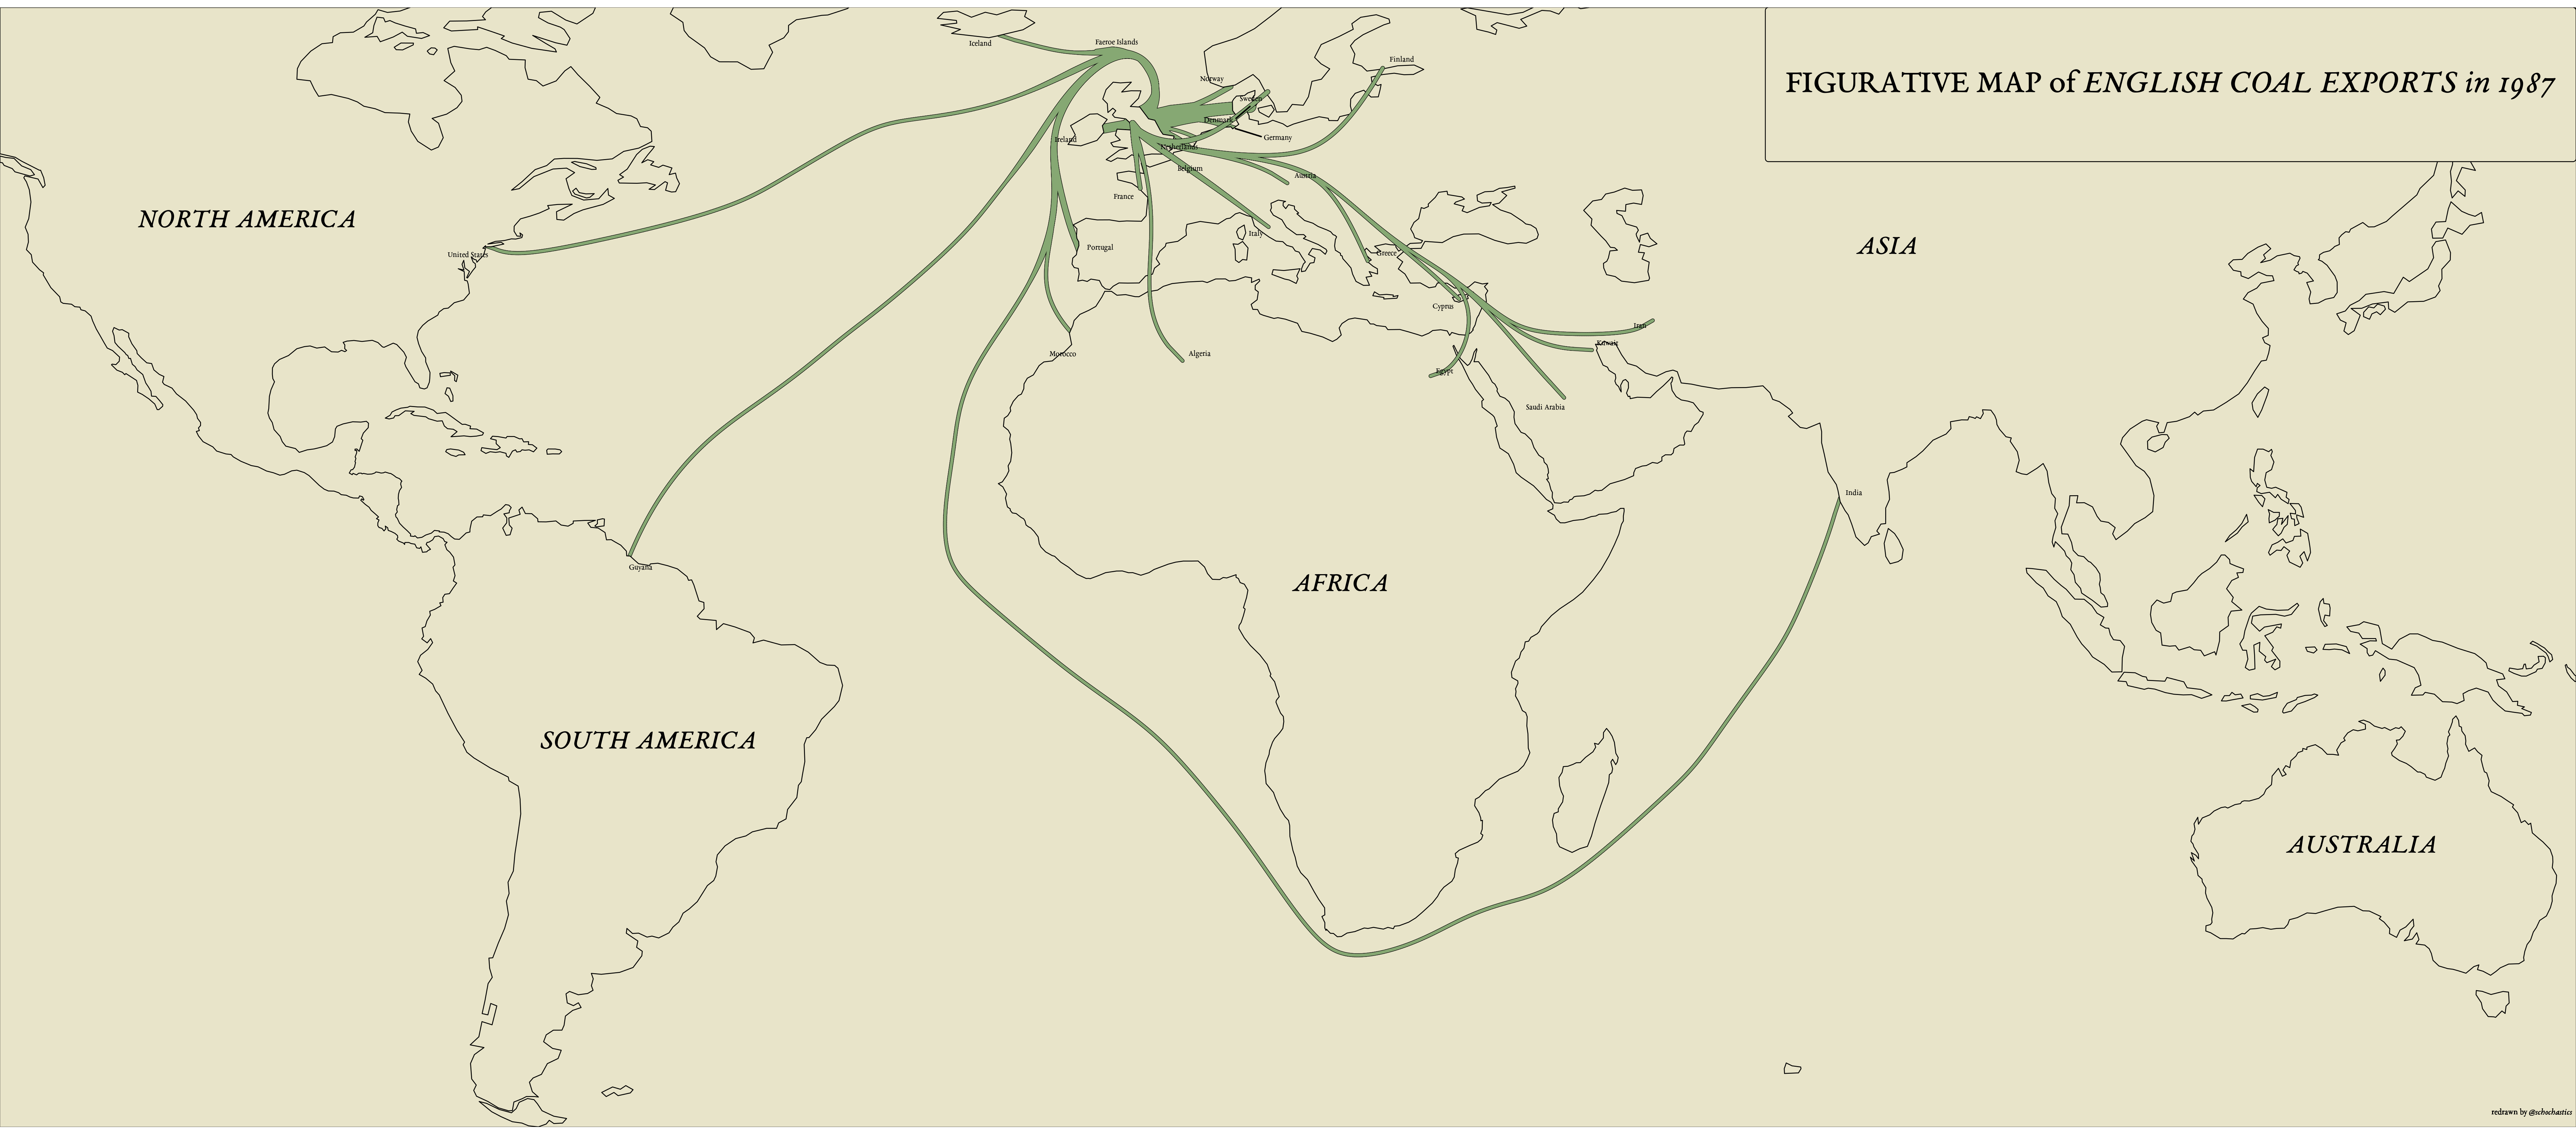 FIGURATIVE MAP of ENGLISH COAL EXPORTS in 1987
Iceland
Faeroe Islands
Finland
Norway
Sweden
Denmark
Germany
Ireland
Netherlands
Belgium
Austria
France
NORTH AMERICA
ASIA
Italy
Portugal
Greece
United States
Cyprus
Iran
Kuwait
Morocco
Algeria
Egypt
Saudi Arabia
India
Guyana
AFRICA
SOUTH AMERICA
AUSTRALIA
redrawn by @schochastics